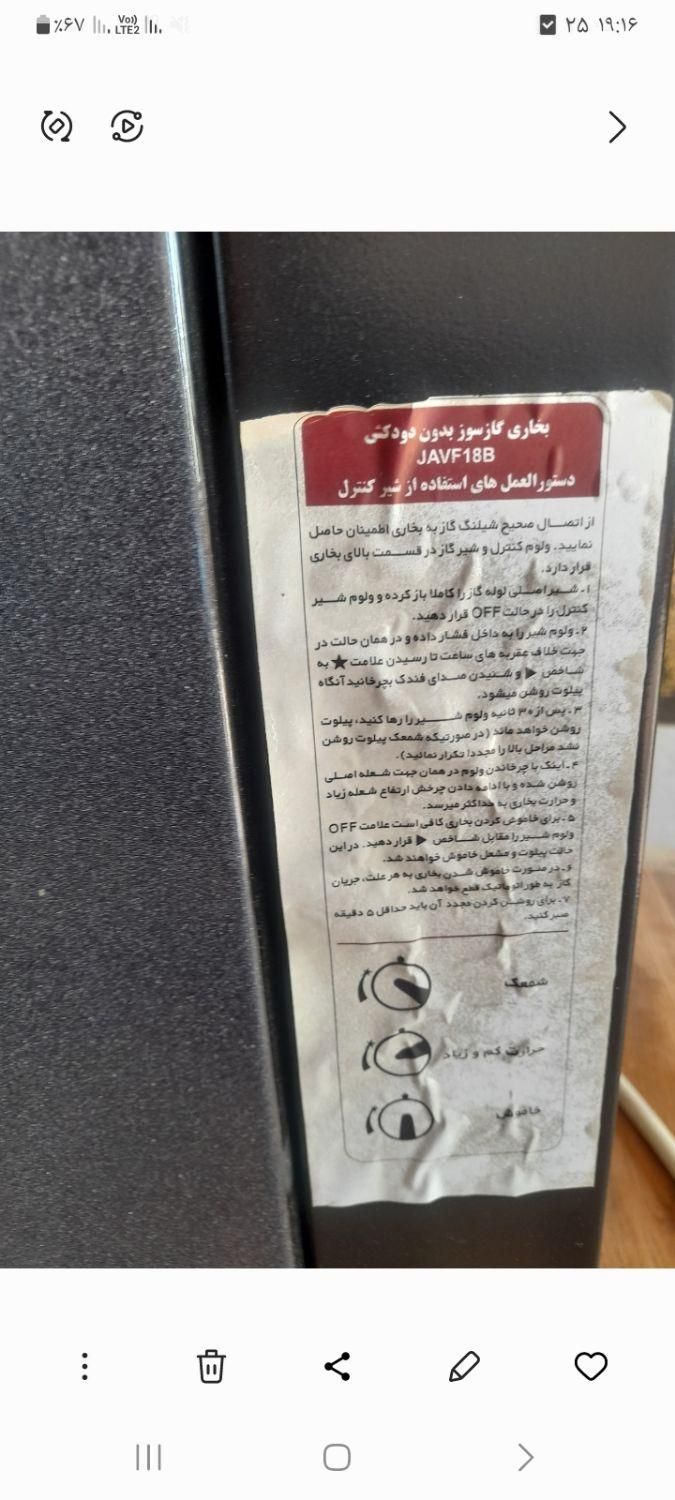 ٪۶۷ Vo)) LTE2
۲۵ ۱۹:۱۶
بخاری گازسوز بدون دودکش
JAVF18B
دستورالعمل های استفاده از شیر کنترل
از اتصال صحیح شیلنگ گاز به بخاری اطمینان حاصل
نمایید. ولوم کنترل و شیر گاز در قسمت بالای بخاری
قرار دارد.
۱- شیر اصلی لوله گاز را کاملا باز کرده و ولوم شیر
کنترل را در حالت OFF قرار دهید.
۲- ولوم شیر را به داخل فشار داده و در همان حالت در
جهت خلاف عقربه های ساعت تا رسیدن علامت ★ به
شاخص ▶ و شنیدن صدای فندک بچرخانید آنگاه
پیلوت روشن میشود.
۳- پس از ۳۰ ثانیه ولوم شیر را رها کنید، پیلوت
روشن خواهد ماند (در صورتیکه شمعک پیلوت روشن
نشد مراحل بالا را مجددا تکرار نمائید).
۴- اینک با چرخاندن ولوم در همان جهت شعله اصلی
روشن شده و با ادامه دادن چرخش ارتفاع شعله زیاد
و حرارت بخاری به حداکثر میرسد.
۵- برای خاموش کردن بخاری کافی است علامت OFF
ولوم شیر را مقابل شاخص ▶ قرار دهید. در این
حالت پیلوت و مشعل خاموش خواهند شد.
۶- در صورت خاموش شدن بخاری به هر علت، جریان
گاز به طور اتوماتیک قطع خواهد شد.
۷- برای روشن کردن مجدد آن باید حداقل ۵ دقیقه
صبر کنید.
شمعک
حرارت کم و زیاد
خاموش